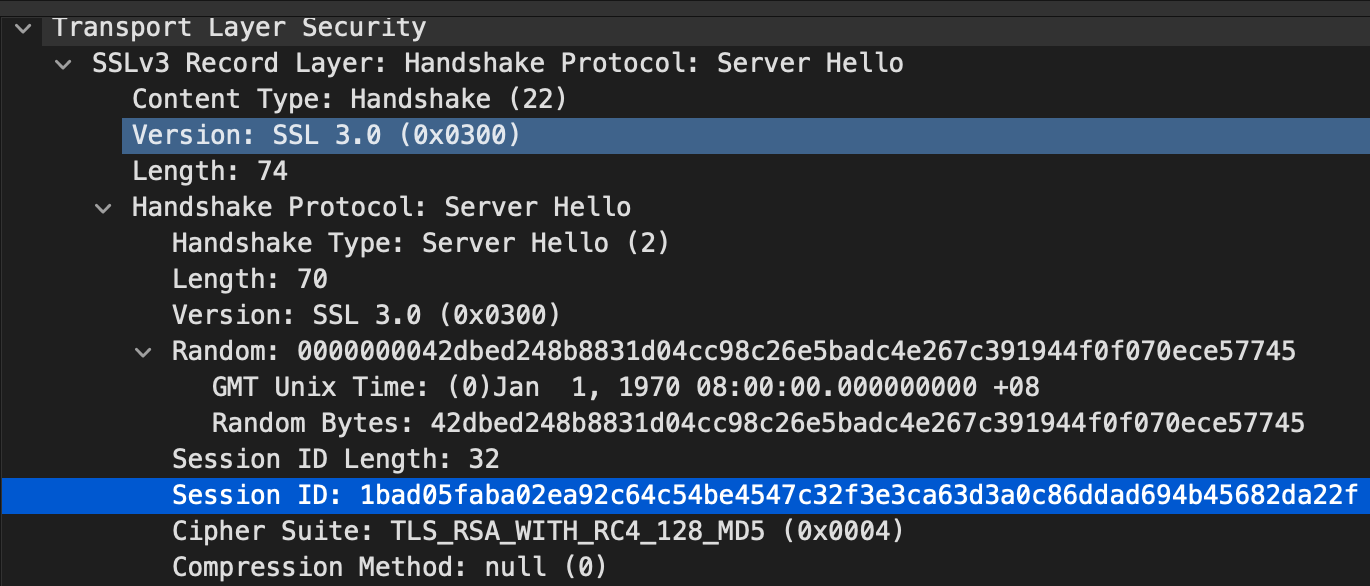 Transport Layer Security
SSLv3 Record Layer: Handshake Protocol: Server Hello
Content Type: Handshake (22)
Version: SSL 3.0 (0x0300)
Length: 74
Handshake Protocol: Server Hello
Handshake Type: Server Hello (2)
Length: 70
Version: SSL 3.0 (0x0300)
Random: 0000000042dbed248b8831d04cc98c26e5badc4e267c391944f0f070ece57745
GMT Unix Time: (0)Jan  1, 1970 08:00:00.000000000 +08
Random Bytes: 42dbed248b8831d04cc98c26e5badc4e267c391944f0f070ece57745
Session ID Length: 32
Session ID: 1bad05faba02ea92c64c54be4547c32f3e3ca63d3a0c86ddad694b45682da22f
Cipher Suite: TLS_RSA_WITH_RC4_128_MD5 (0x0004)
Compression Method: null (0)